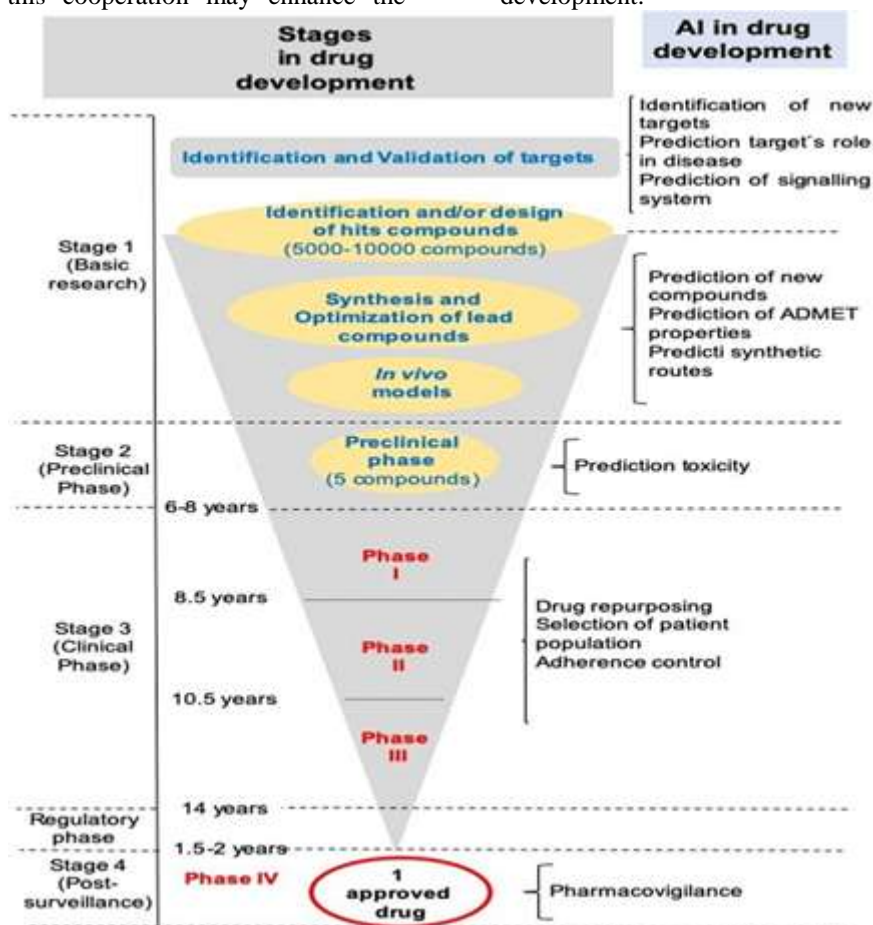 this cooperation may enhance the development.
Stages
in drug
development
AI in drug
development
Identification and Validation of targets
Identification of new
targets
Prediction target´s role
in disease
Prediction of signalling
system
Stage 1
(Basic
research)
Identification and/or design
of hits compounds
(5000-10000 compounds)
Synthesis and
Optimization of lead
compounds
In vivo
models
Prediction of new
compounds
Prediction of ADMET
properties
Predicti synthetic
routes
Stage 2
(Preclinical
Phase)
Preclinical
phase
(5 compounds)
Prediction toxicity
6-8 years
Stage 3
(Clinical
Phase)
Phase
I
8.5 years
Phase
II
10.5 years
Phase
III
Drug repurposing
Selection of patient
population
Adherence control
14 years
Regulatory
phase
1.5-2 years
Stage 4
(Post-
surveillance)
Phase IV
1
approved
drug
Pharmacovigilance